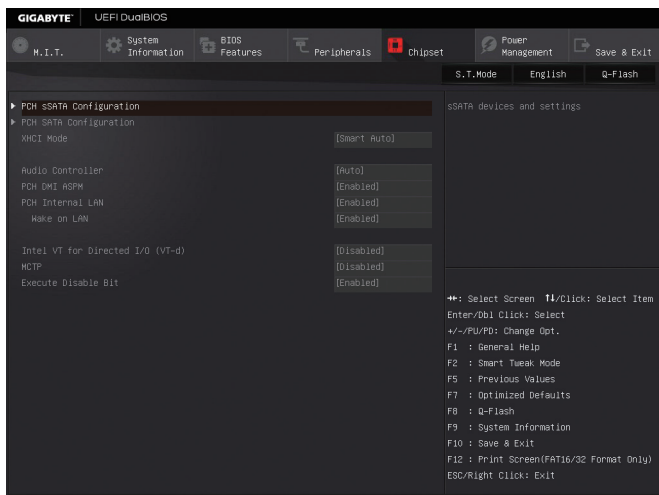 GIGABYTE™ UEFI DualBIOS
M.I.T.
System Information
BIOS Features
Peripherals
Chipset
Power Management
Save & Exit
S.T.Mode English Q-Flash
PCH sSATA Configuration
PCH SATA Configuration
XHCI Mode [Smart Auto]
Audio Controller [Auto]
PCH DMI ASPM [Enabled]
PCH Internal LAN [Enabled]
Wake on LAN [Enabled]
Intel VT for Directed I/O (VT-d) [Disabled]
MCTP [Disabled]
Execute Disable Bit [Enabled]
sSATA devices and settings
→←: Select Screen ↑↓/Click: Select Item
Enter/Dbl Click: Select
+/-/PU/PD: Change Opt.
F1 : General Help
F2 : Smart Tweak Mode
F5 : Previous Values
F7 : Optimized Defaults
F8 : Q-Flash
F9 : System Information
F10 : Save & Exit
F12 : Print Screen(FAT16/32 Format Only)
ESC/Right Click: Exit